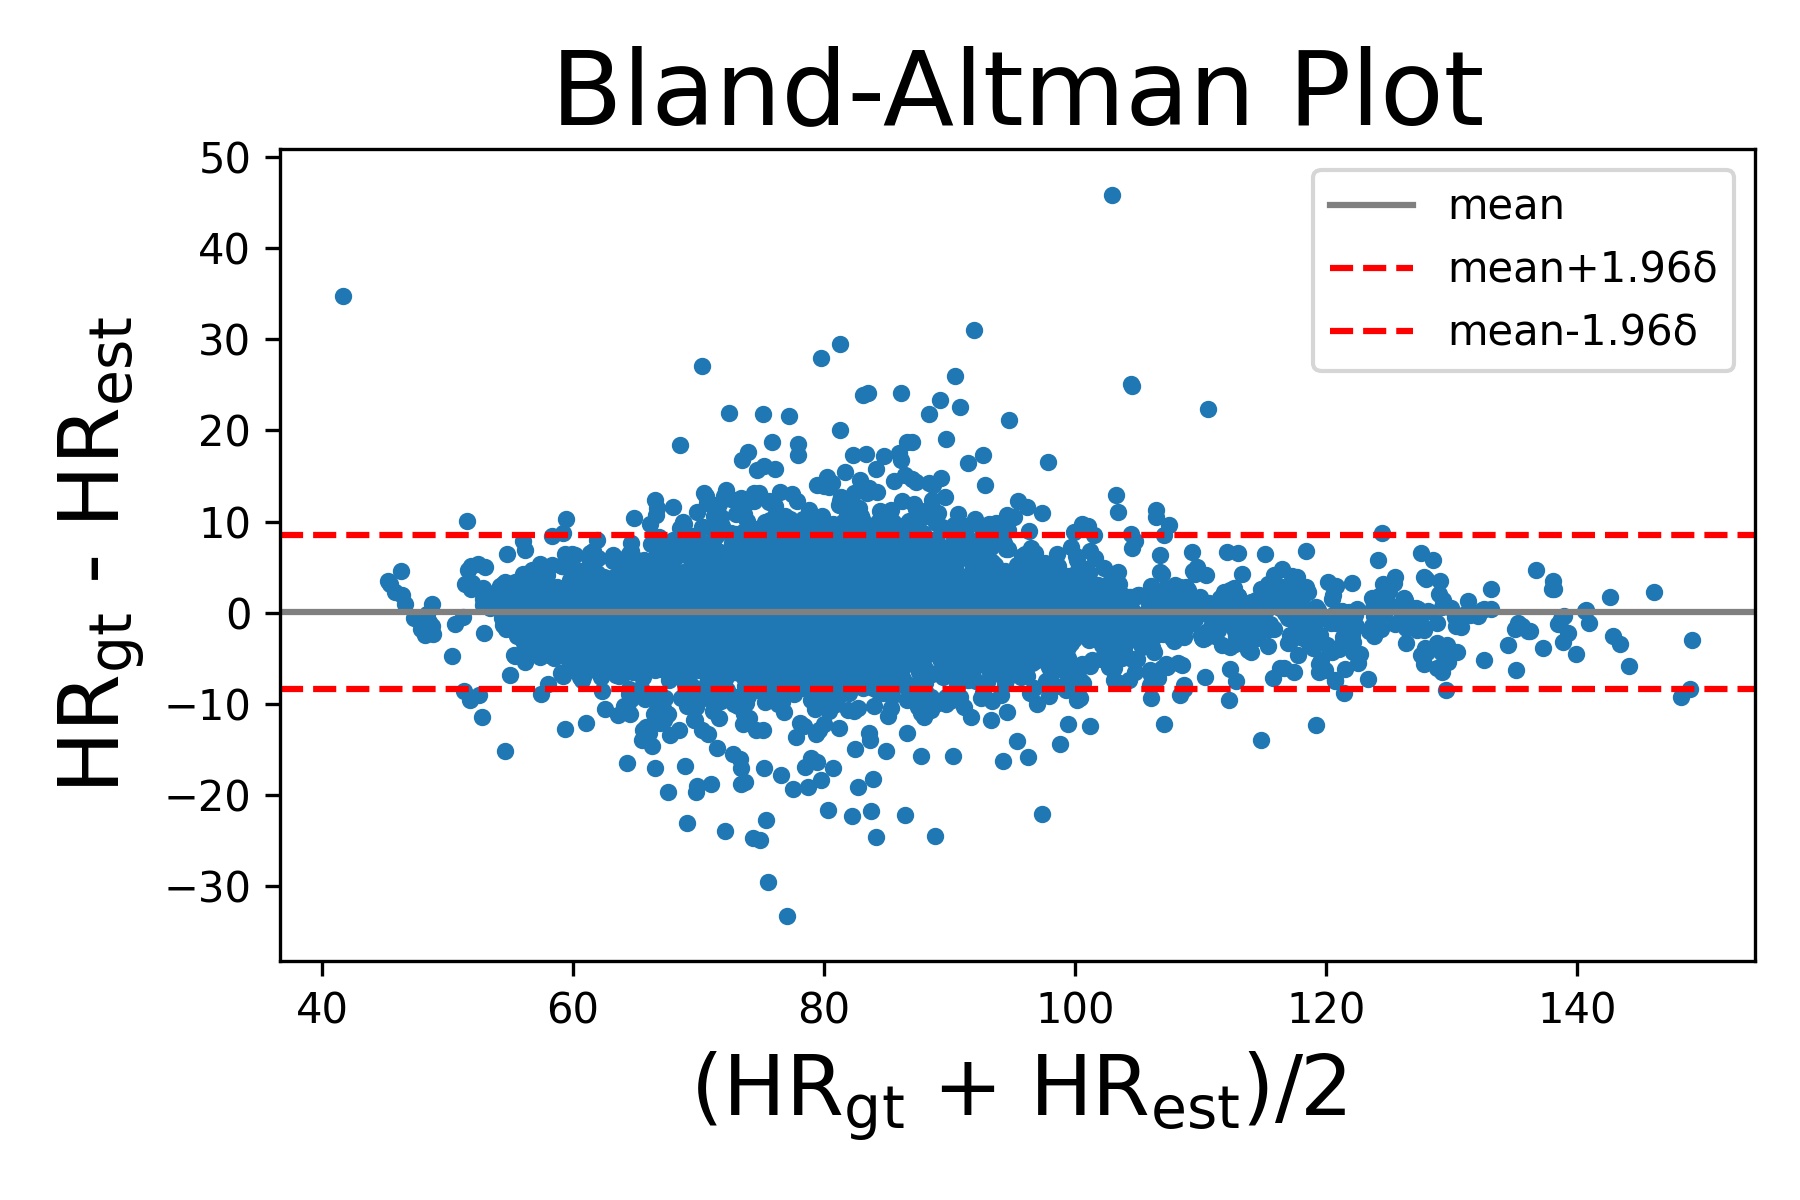 Bland-Altman Plot
50
40
30
20
10
0
−10
−20
−30
HRgt - HRest
mean
mean+1.96δ
mean-1.96δ
40 60 80 100 120 140
(HRgt + HRest)/2